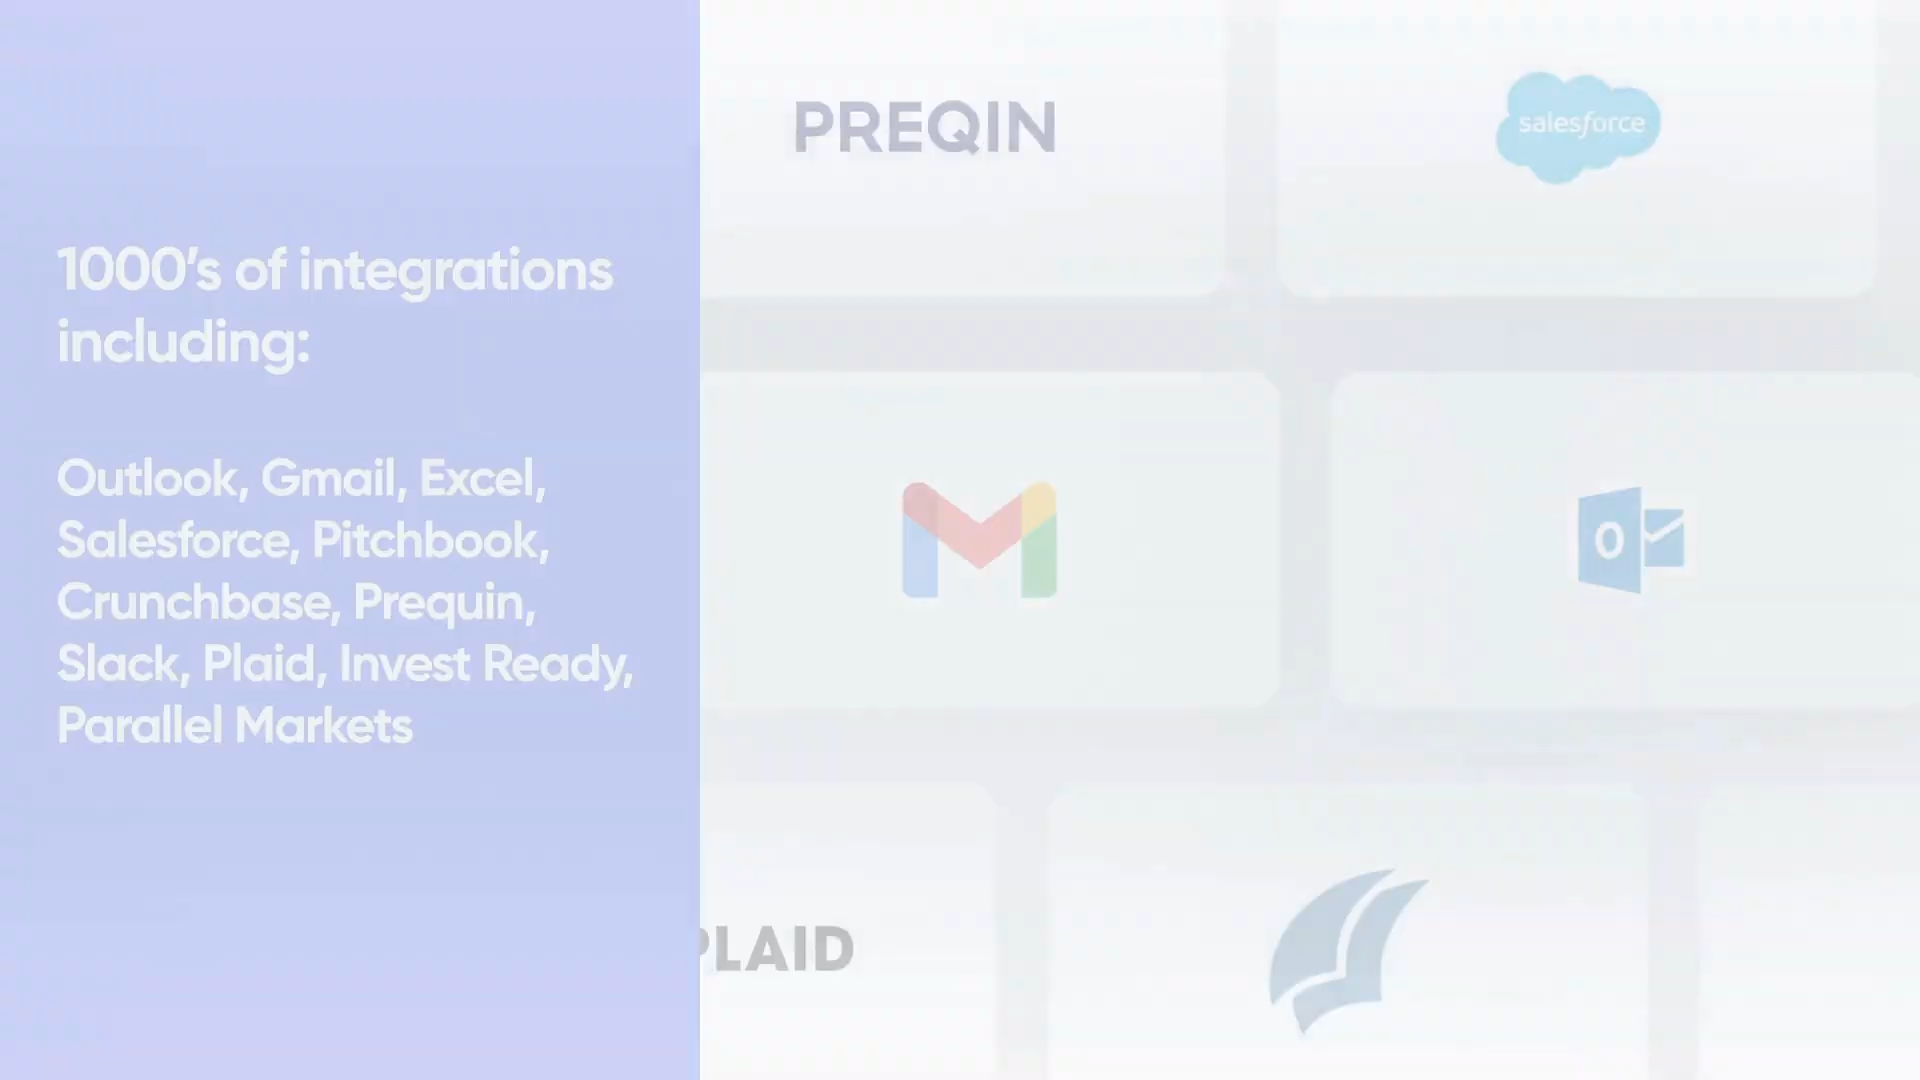 1000's of integrations
including:
Outlook, Gmail, Excel,
Salesforce, Pitchbook,
Crunchbase, Prequin,
Slack, Plaid, Invest Ready,
Parallel Markets
PREQIN
salesforce
O
PLAID